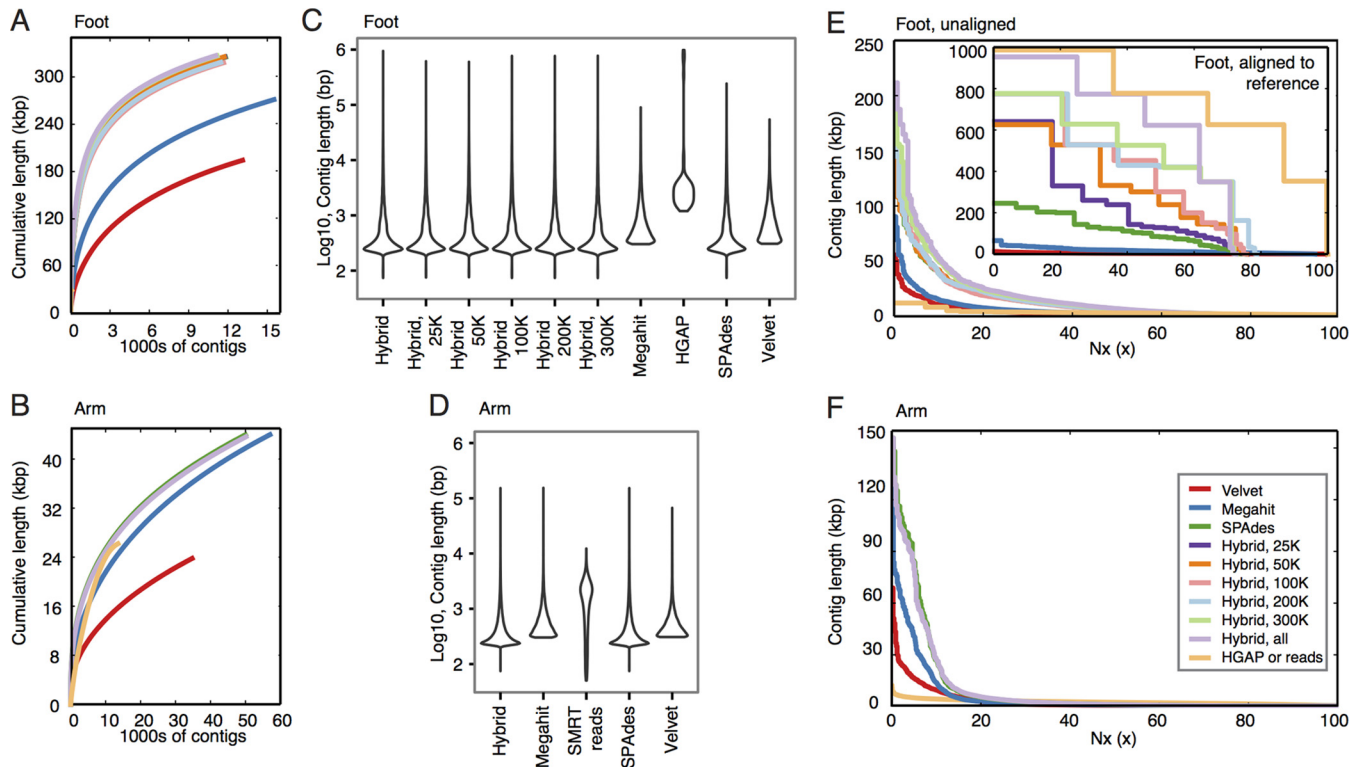 A
Foot
Cumulative length (kbp)
330
270
240
180
120
60
0
0 3 6 9 12 15
1000s of contigs
B
Arm
Cumulative length (kbp)
40
32
24
16
8
0
0 10 20 30 40 50 60
1000s of contigs
C
Foot
Log10, Contig length (bp)
6
5
4
3
2
Hybrid
Hybrid, 25K
Hybrid 50K
Hybrid 100K
Hybrid 200K
Hybrid, 300K
Megahit
HGAP
SPAdes
Velvet
D
Arm
Log10, Contig length (bp)
6
5
4
3
2
Hybrid
Megahit
SMRT reads
SPAdes
Velvet
E
Foot, unaligned
Contig length (kbp)
250
200
150
100
50
0
0 20 40 60 80 100
Nx (x)
Foot, aligned to
reference
1000
800
600
400
200
0
0 20 40 60 80 100
F
Arm
Contig length (kbp)
150
120
90
60
30
0
0 20 40 60 80 100
Nx (x)
Velvet
Megahit
SPAdes
Hybrid, 25K
Hybrid, 50K
Hybrid, 100K
Hybrid, 200K
Hybrid, 300K
Hybrid, all
HGAP or reads